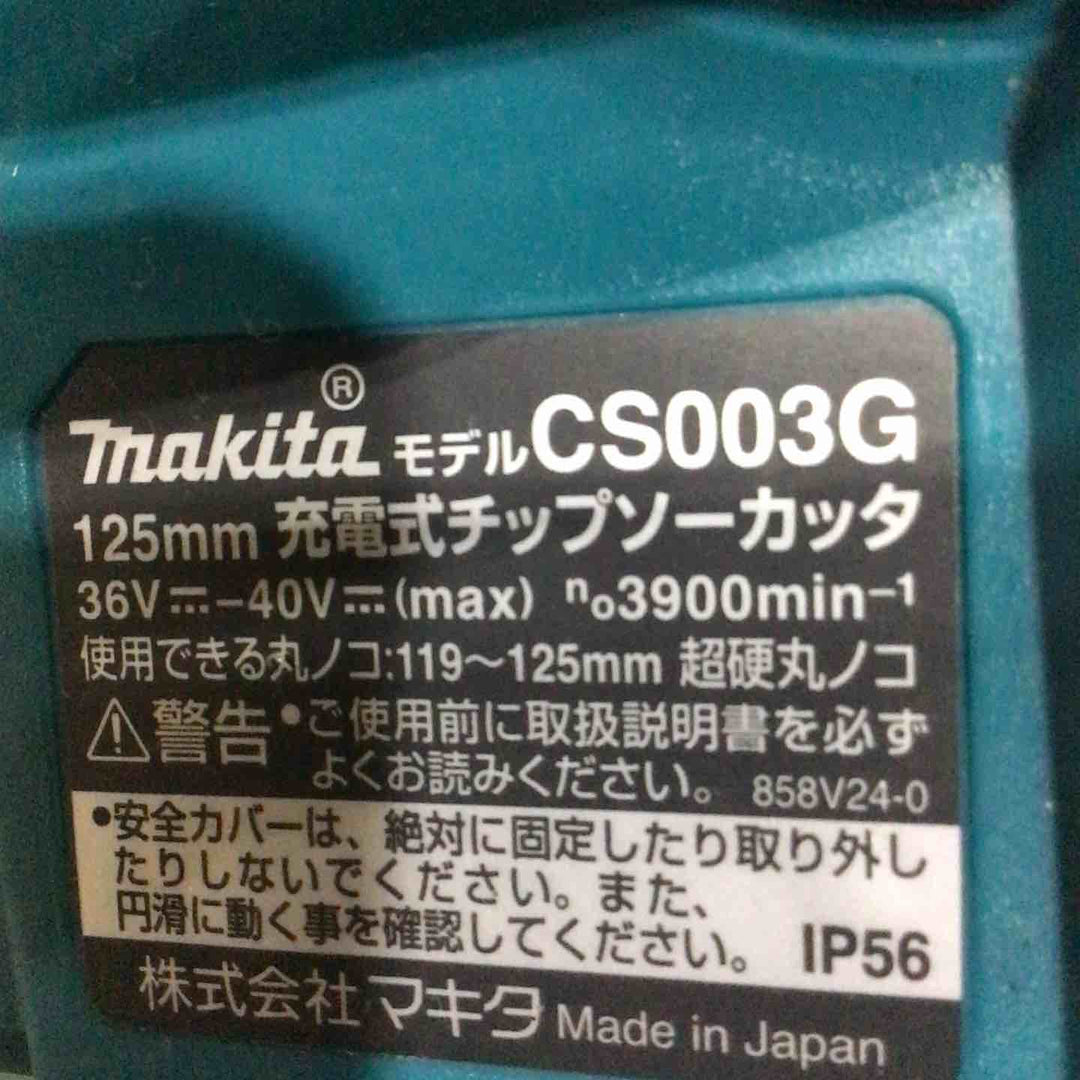 makita® モデルCS003G
125mm 充電式チップソーカッタ
36V⎓-40V⎓(max) n₀3900min⁻¹
使用できる丸ノコ:119～125mm 超硬丸ノコ
⚠警告 •ご使用前に取扱説明書を必ず
よくお読みください。 858V24-0
•安全カバーは、絶対に固定したり取り外し
たりしないでください。また、
円滑に動く事を確認してください。 IP56
株式会社マキタ Made in Japan